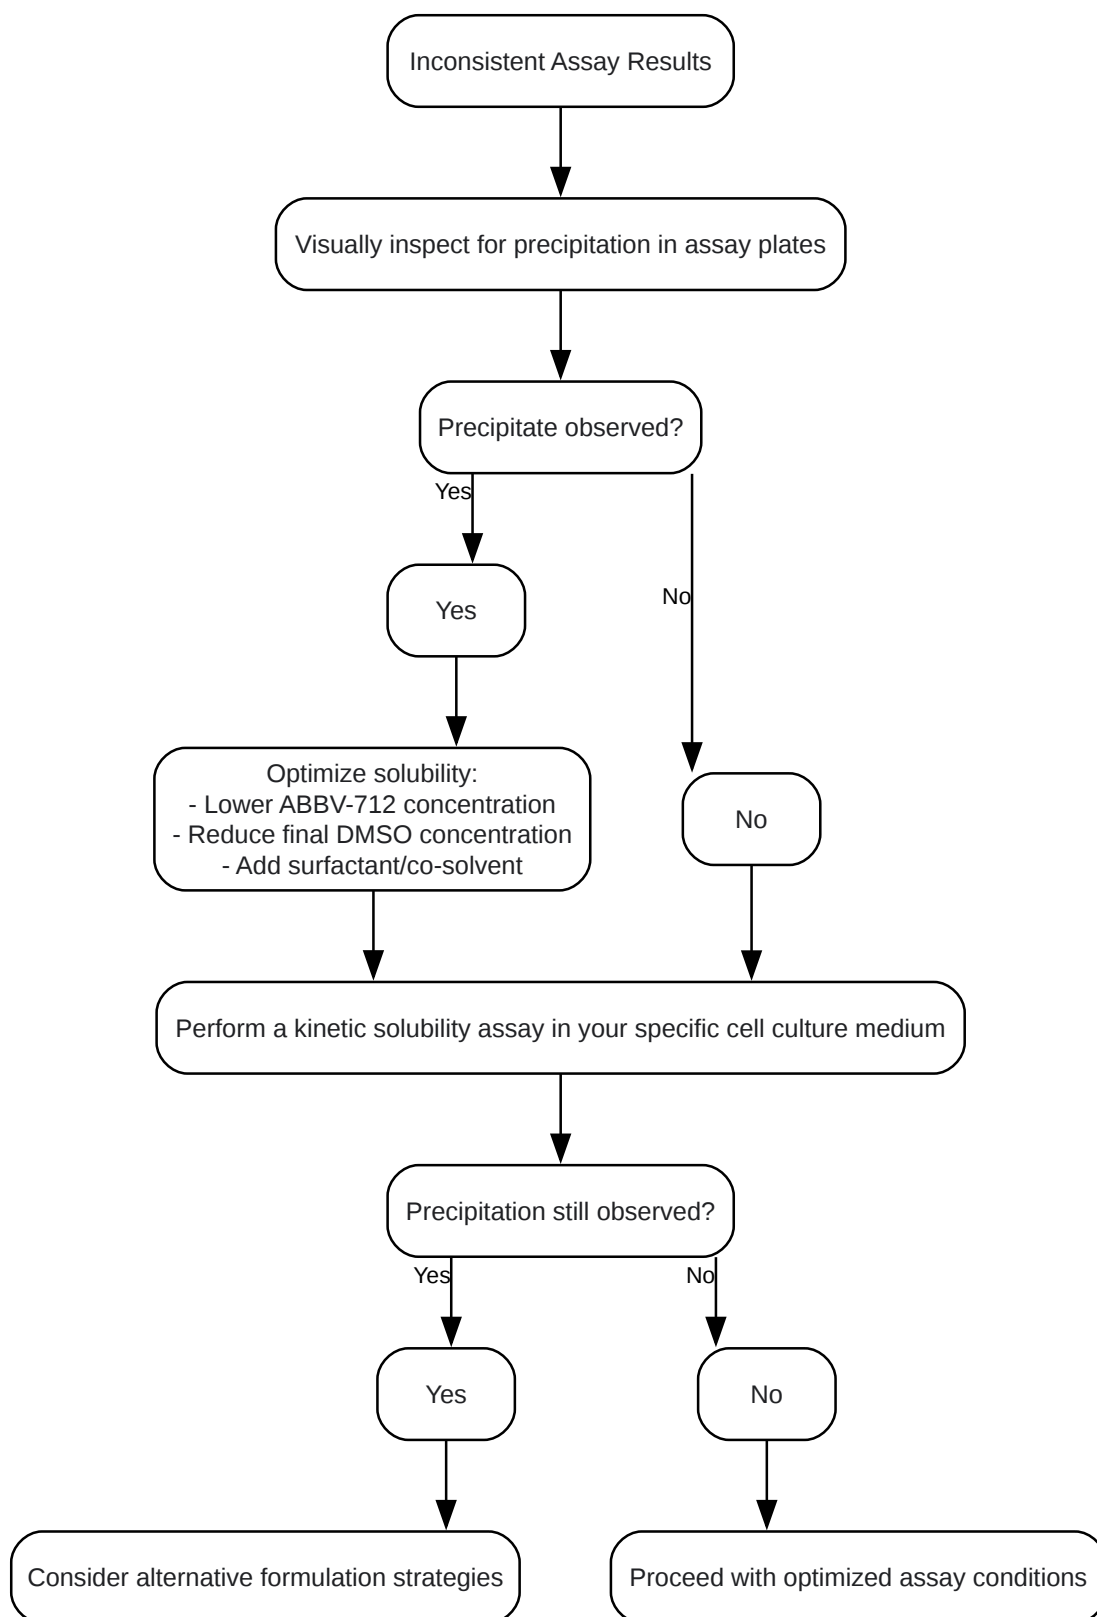 Inconsistent Assay Results
Visually inspect for precipitation in assay plates
Precipitate observed?
Yes
No
Yes
Optimize solubility:
- Lower ABBV-712 concentration
- Reduce final DMSO concentration
- Add surfactant/co-solvent
No
Perform a kinetic solubility assay in your specific cell culture medium
Precipitation still observed?
Yes
No
Yes
No
Consider alternative formulation strategies
Proceed with optimized assay conditions